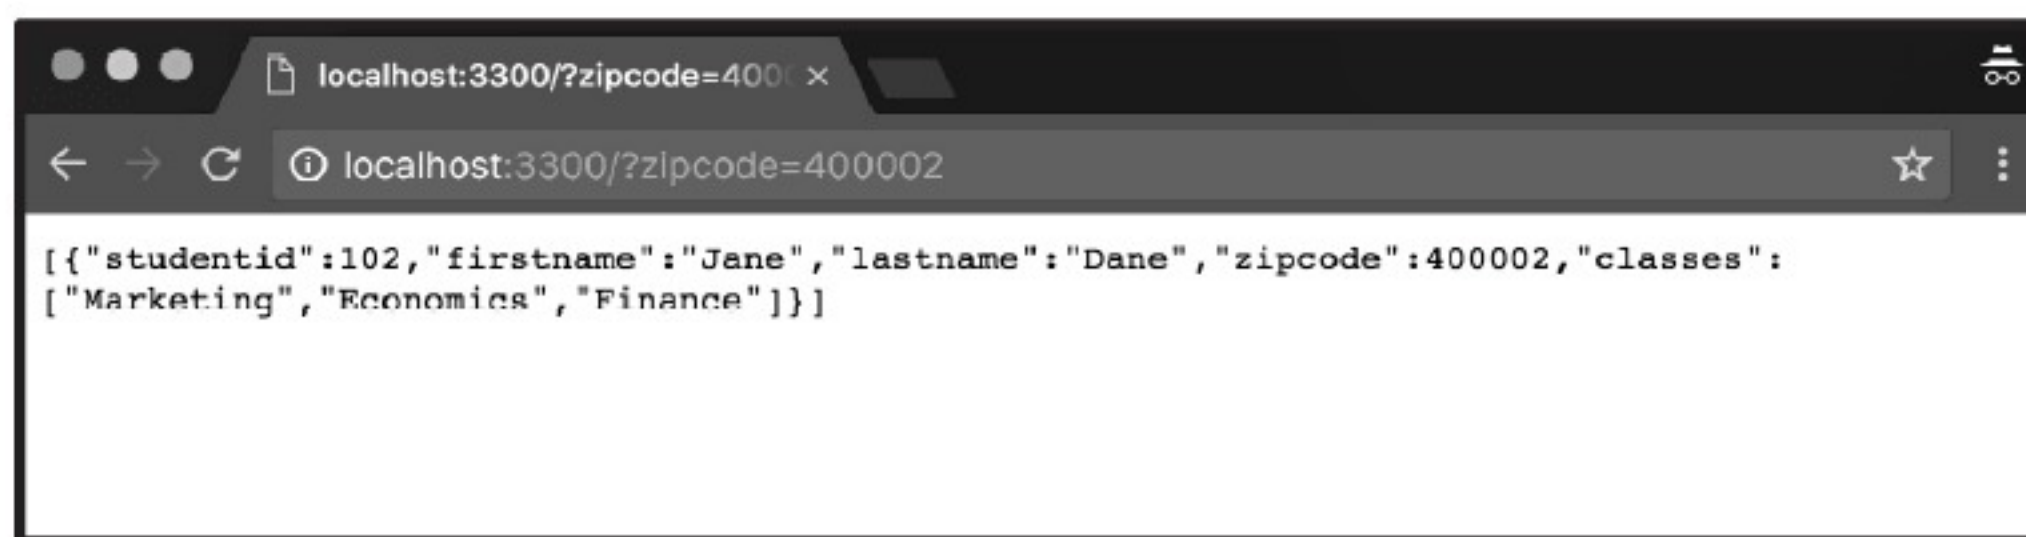 localhost:3300/?zipcode=400
localhost:3300/?zipcode=400002
[{"studentid":102,"firstname":"Jane","lastname":"Dane","zipcode":400002,"classes":
["Marketing","Economics","Finance"]}]